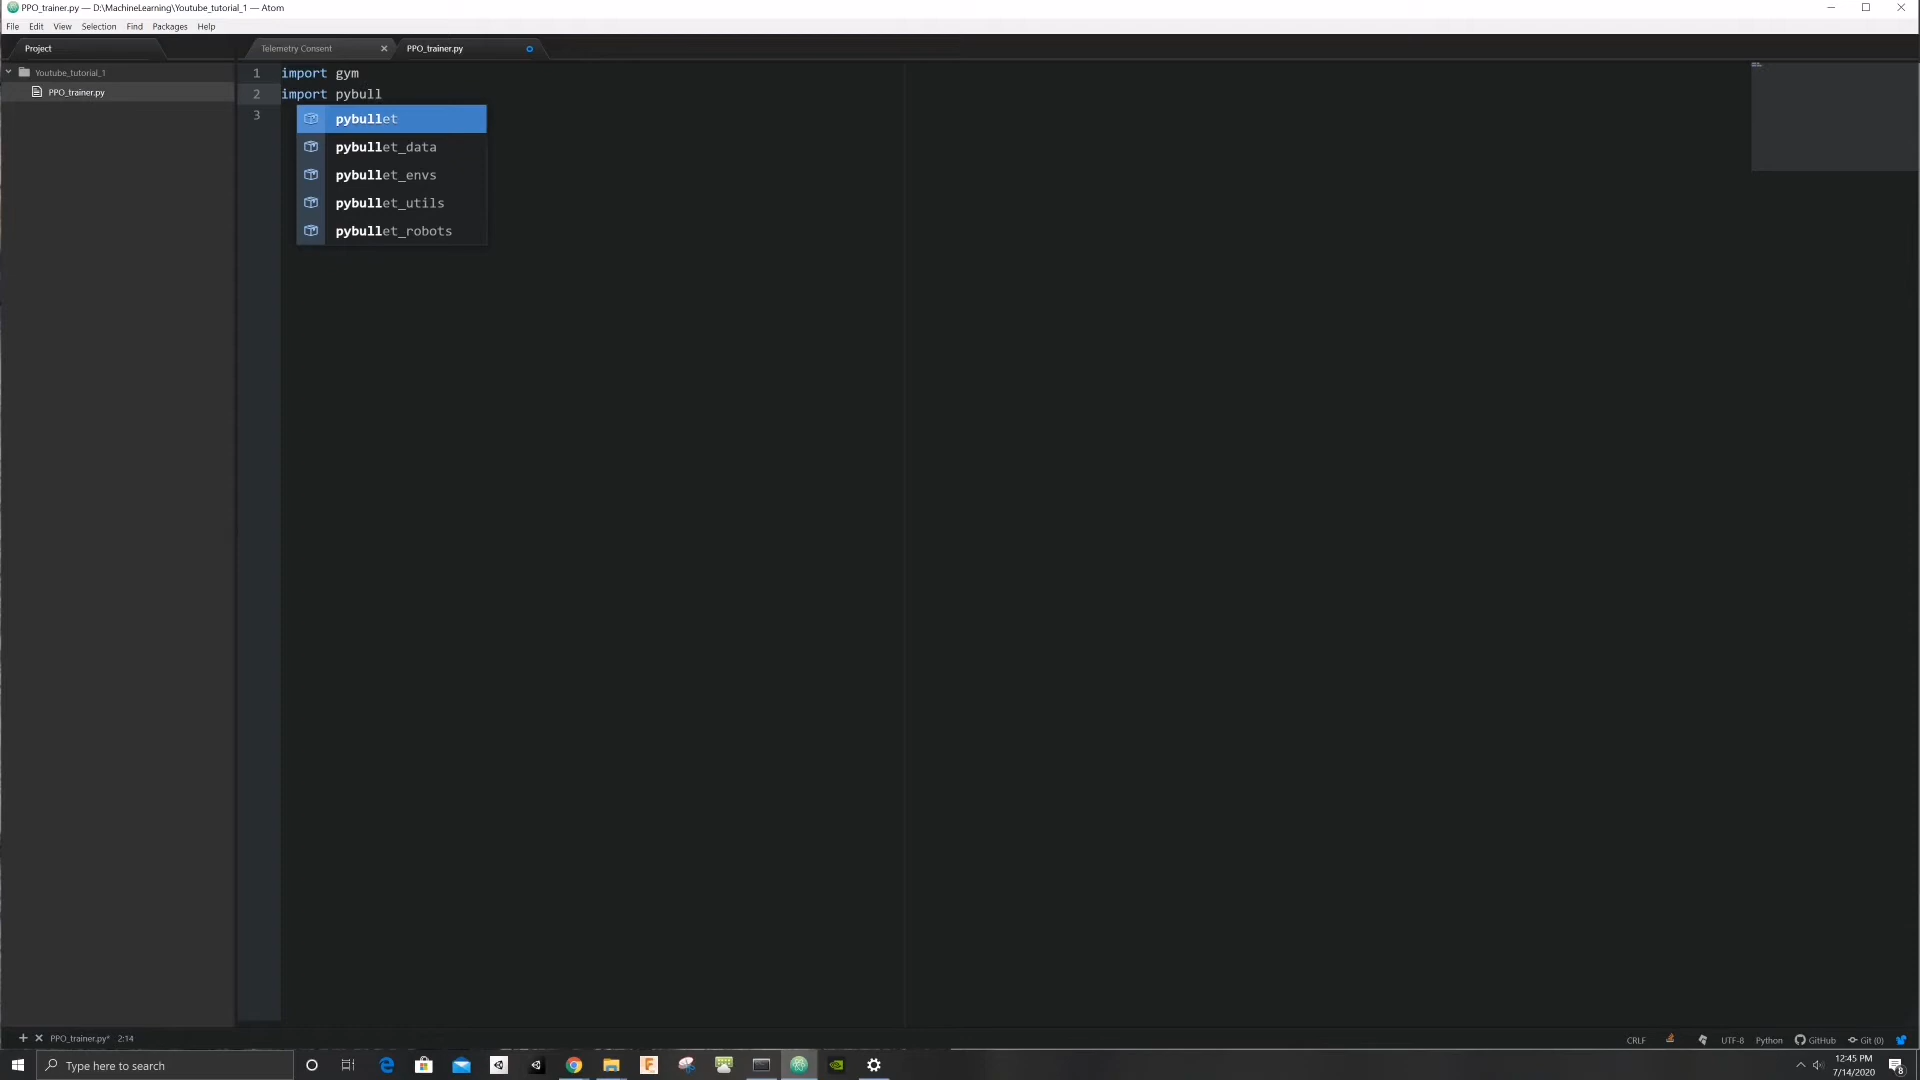 PPO_trainer.py — D:\MachineLearning\Youtube_tutorial_1 — Atom
File Edit View Selection Find Packages Help
Project
Telemetry Consent
PPO_trainer.py
Youtube_tutorial_1
PPO_trainer.py
1 import gym
2 import pybull
3
pybullet
pybullet_data
pybullet_envs
pybullet_utils
pybullet_robots
PPO_trainer.py* 2:14
CRLF UTF-8 Python GitHub Git (0)
Type here to search
12:45 PM
7/14/2020
8